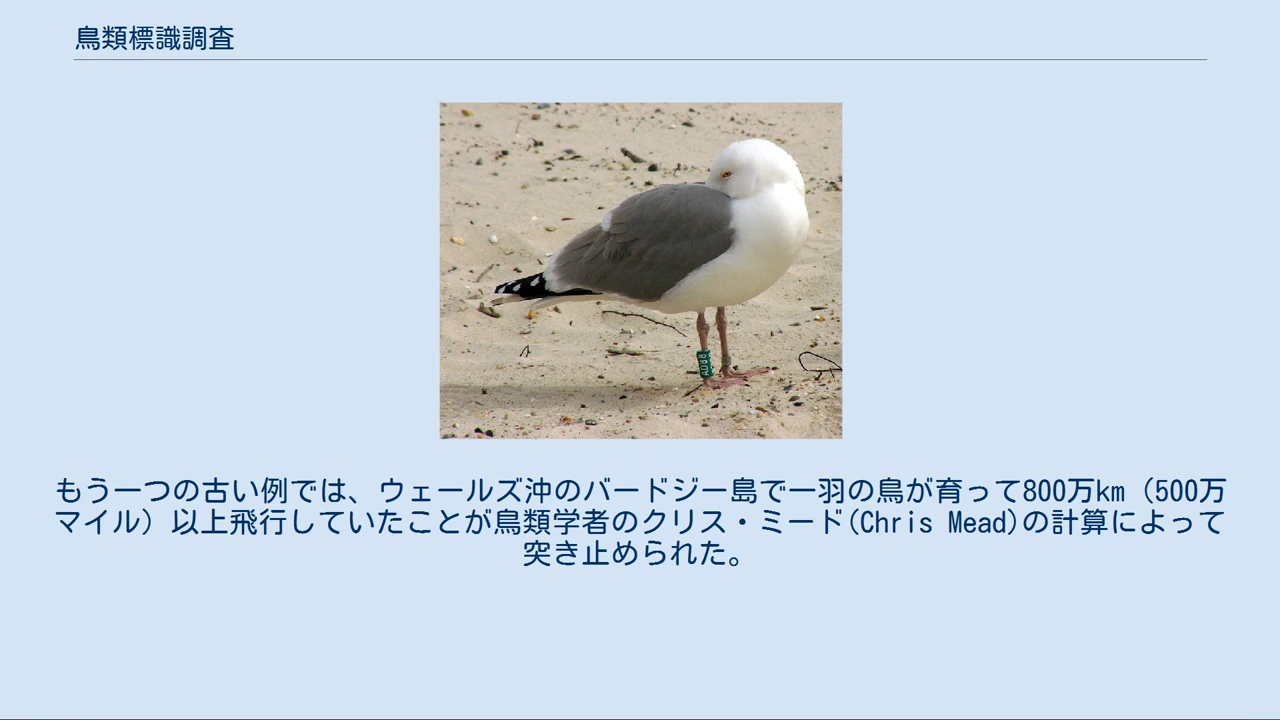 鳥類標識調査
もう一つの古い例では、ウェールズ沖のバードジー島で一羽の鳥が育って800万km（500万
マイル）以上飛行していたことが鳥類学者のクリス・ミード(Chris Mead)の計算によって
突き止められた。